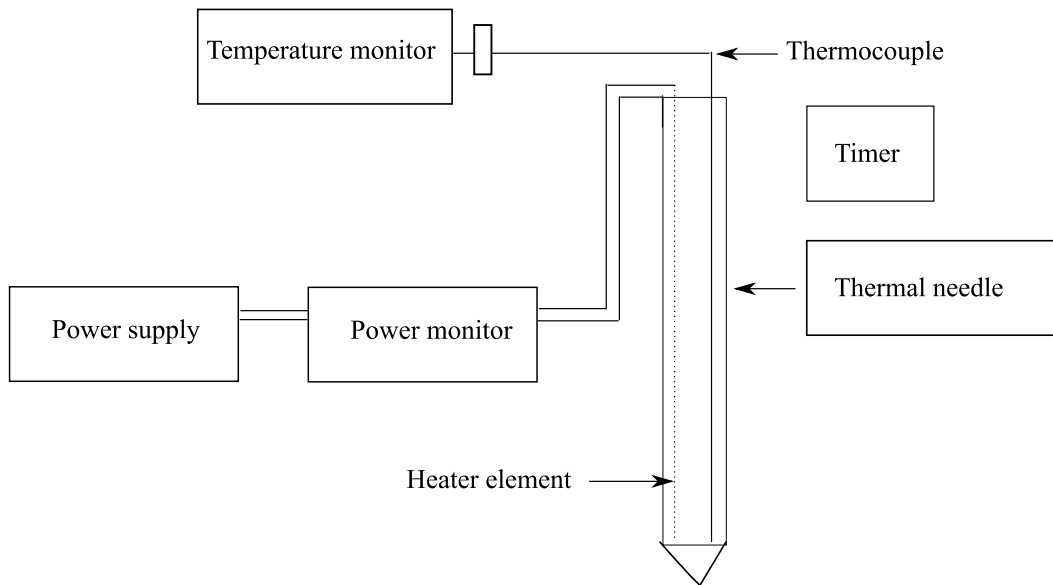 Temperature monitor
Thermocouple
Timer
Thermal needle
Power supply
Power monitor
Heater element